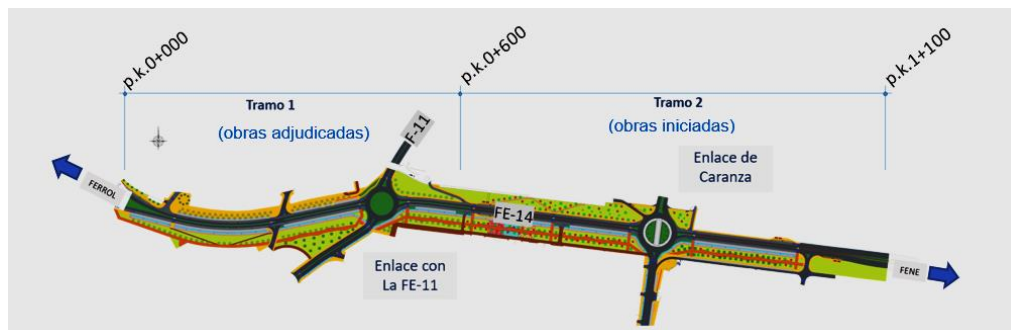 p.k.0+000
p.k.0+600
p.k.1+100
Tramo 1
(obras adjudicadas)
Tramo 2
(obras iniciadas)
F-11
Enlace de
Caranza
FERROL
FE-14
Enlace con
La FE-11
FENE